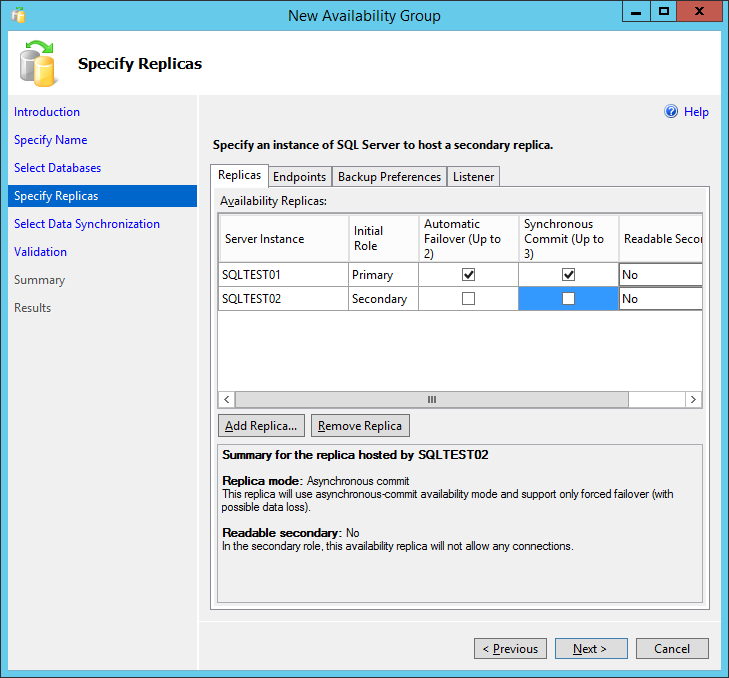 New Availability Group
Specify Replicas
Introduction
Specify Name
Select Databases
Specify Replicas
Select Data Synchronization
Validation
Summary
Results
Help
Specify an instance of SQL Server to host a secondary replica.
Replicas Endpoints Backup Preferences Listener
Availability Replicas:
Server Instance
Initial
Role
Automatic
Failover (Up to
2)
Synchronous
Commit (Up to
3)
Readable Secon
SQLTEST01 Primary No
SQLTEST02 Secondary No
Add Replica... Remove Replica
Summary for the replica hosted by SQLTEST02
Replica mode: Asynchronous commit
This replica will use asynchronous-commit availability mode and support only forced failover (with
possible data loss).
Readable secondary: No
In the secondary role, this availability replica will not allow any connections.
< Previous Next > Cancel